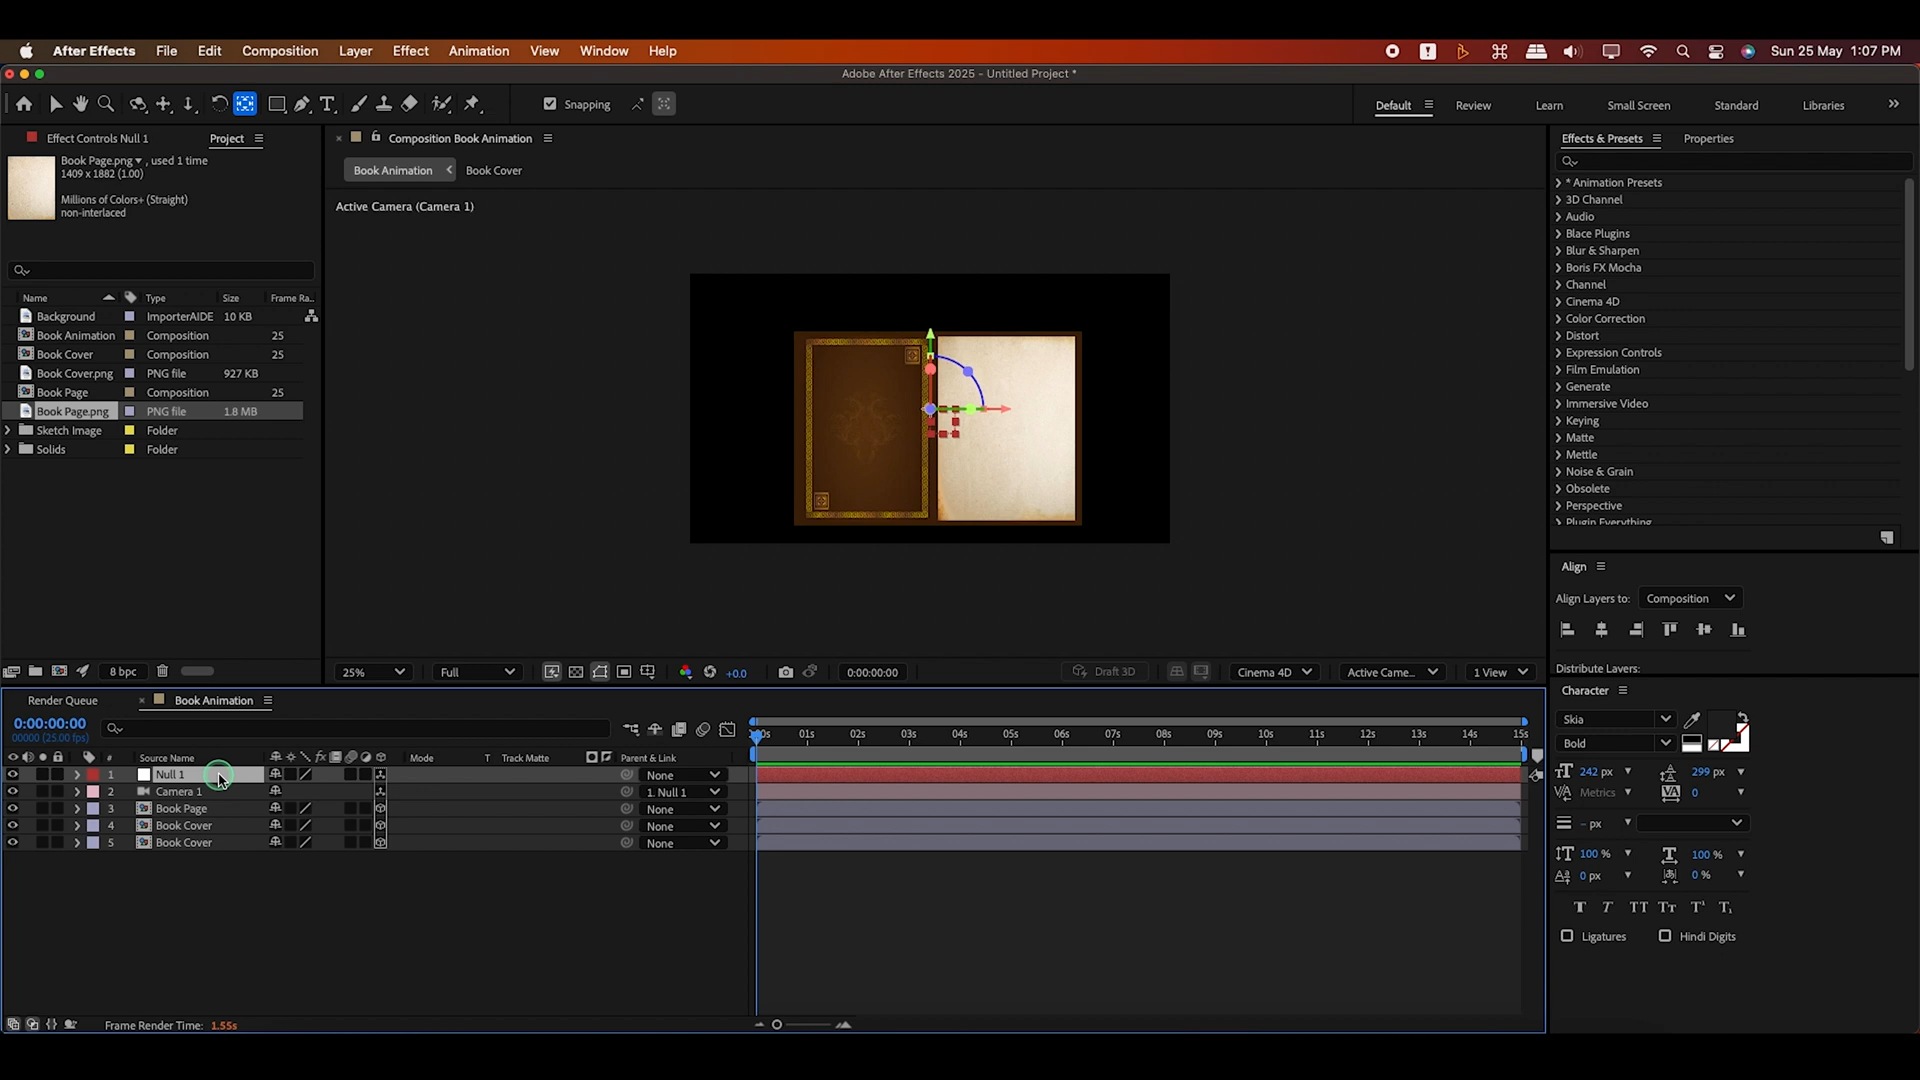 After Effects File Edit Composition Layer Effect Animation View Window Help Sun 25 May 1:07 PM
Adobe After Effects 2025 - Untitled Project *
Snapping Default Review Learn Small Screen Standard Libraries
Effect Controls Null 1 Project
Book Page.png , used 1 time
1409 x 1882 (1.00)
Millions of Colors+ (Straight)
non-interlaced
Name Type Size Frame Ra..
Background ImporterAIDE 10 KB
Book Animation Composition 25
Book Cover Composition 25
Book Cover.png PNG file 927 KB
Book Page Composition 25
Book Page.png PNG file 1.8 MB
Sketch Image Folder
Solids Folder
8 bpc
Composition Book Animation
Book Animation Book Cover
Active Camera (Camera 1)
25% Full +0.0 0:00:00:00 Draft 3D Cinema 4D Active Came... 1 View
Effects & Presets Properties
* Animation Presets
3D Channel
Audio
Blace Plugins
Blur & Sharpen
Boris FX Mocha
Channel
Cinema 4D
Color Correction
Distort
Expression Controls
Film Emulation
Generate
Immersive Video
Keying
Matte
Mettle
Noise & Grain
Obsolete
Perspective
Plugin Everything
Align
Align Layers to: Composition
Distribute Layers:
Character
Skia
Bold
242 px 299 px
Metrics 0
- px
100 % 100 %
0 px 0 %
T T TT Tт T¹ T₁
Ligatures Hindi Digits
Render Queue Book Animation
0:00:00:00
00000 (25.00 fps)
01s 02s 03s 04s 05s 06s 07s 08s 09s 10s 11s 12s 13s 14s 15s
# Source Name fx Mode T Track Matte Parent & Link
1 Null 1 None
2 Camera 1 1. Null 1
3 Book Page None
4 Book Cover None
5 Book Cover None
Frame Render Time: 1.55s